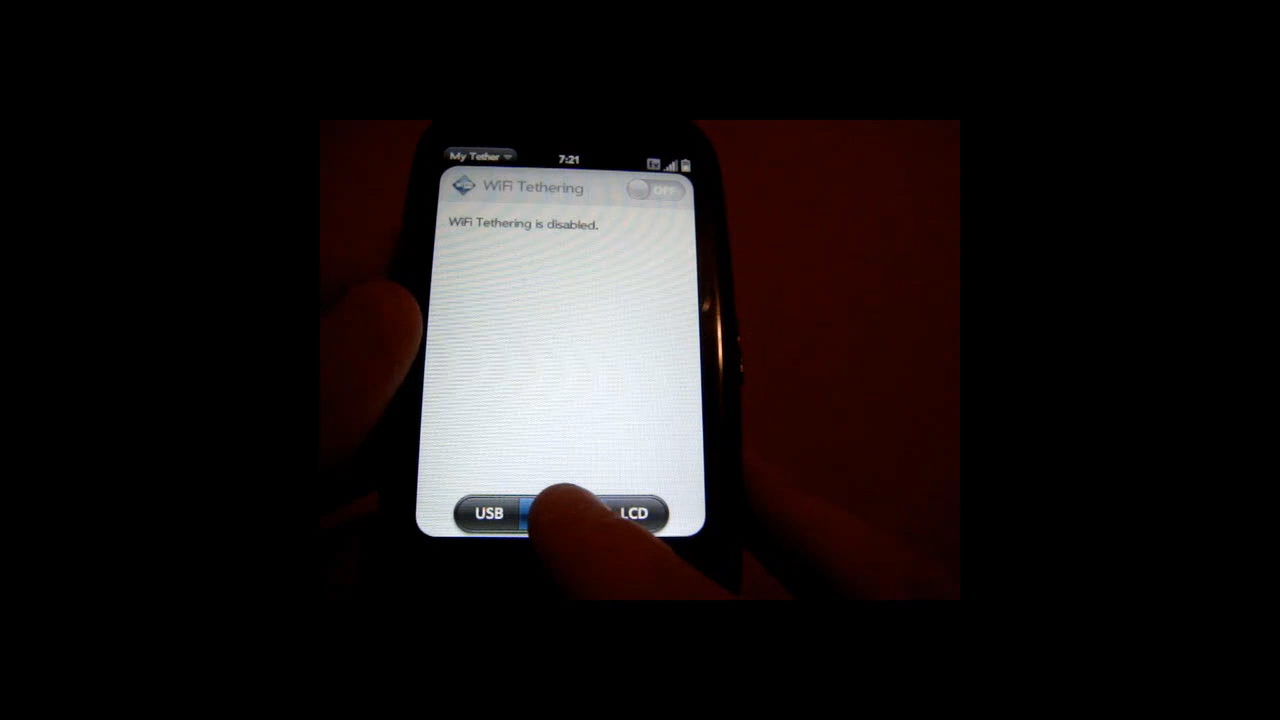 My Tether 7:21
WiFi Tethering OFF
WiFi Tethering is disabled.
USB LCD